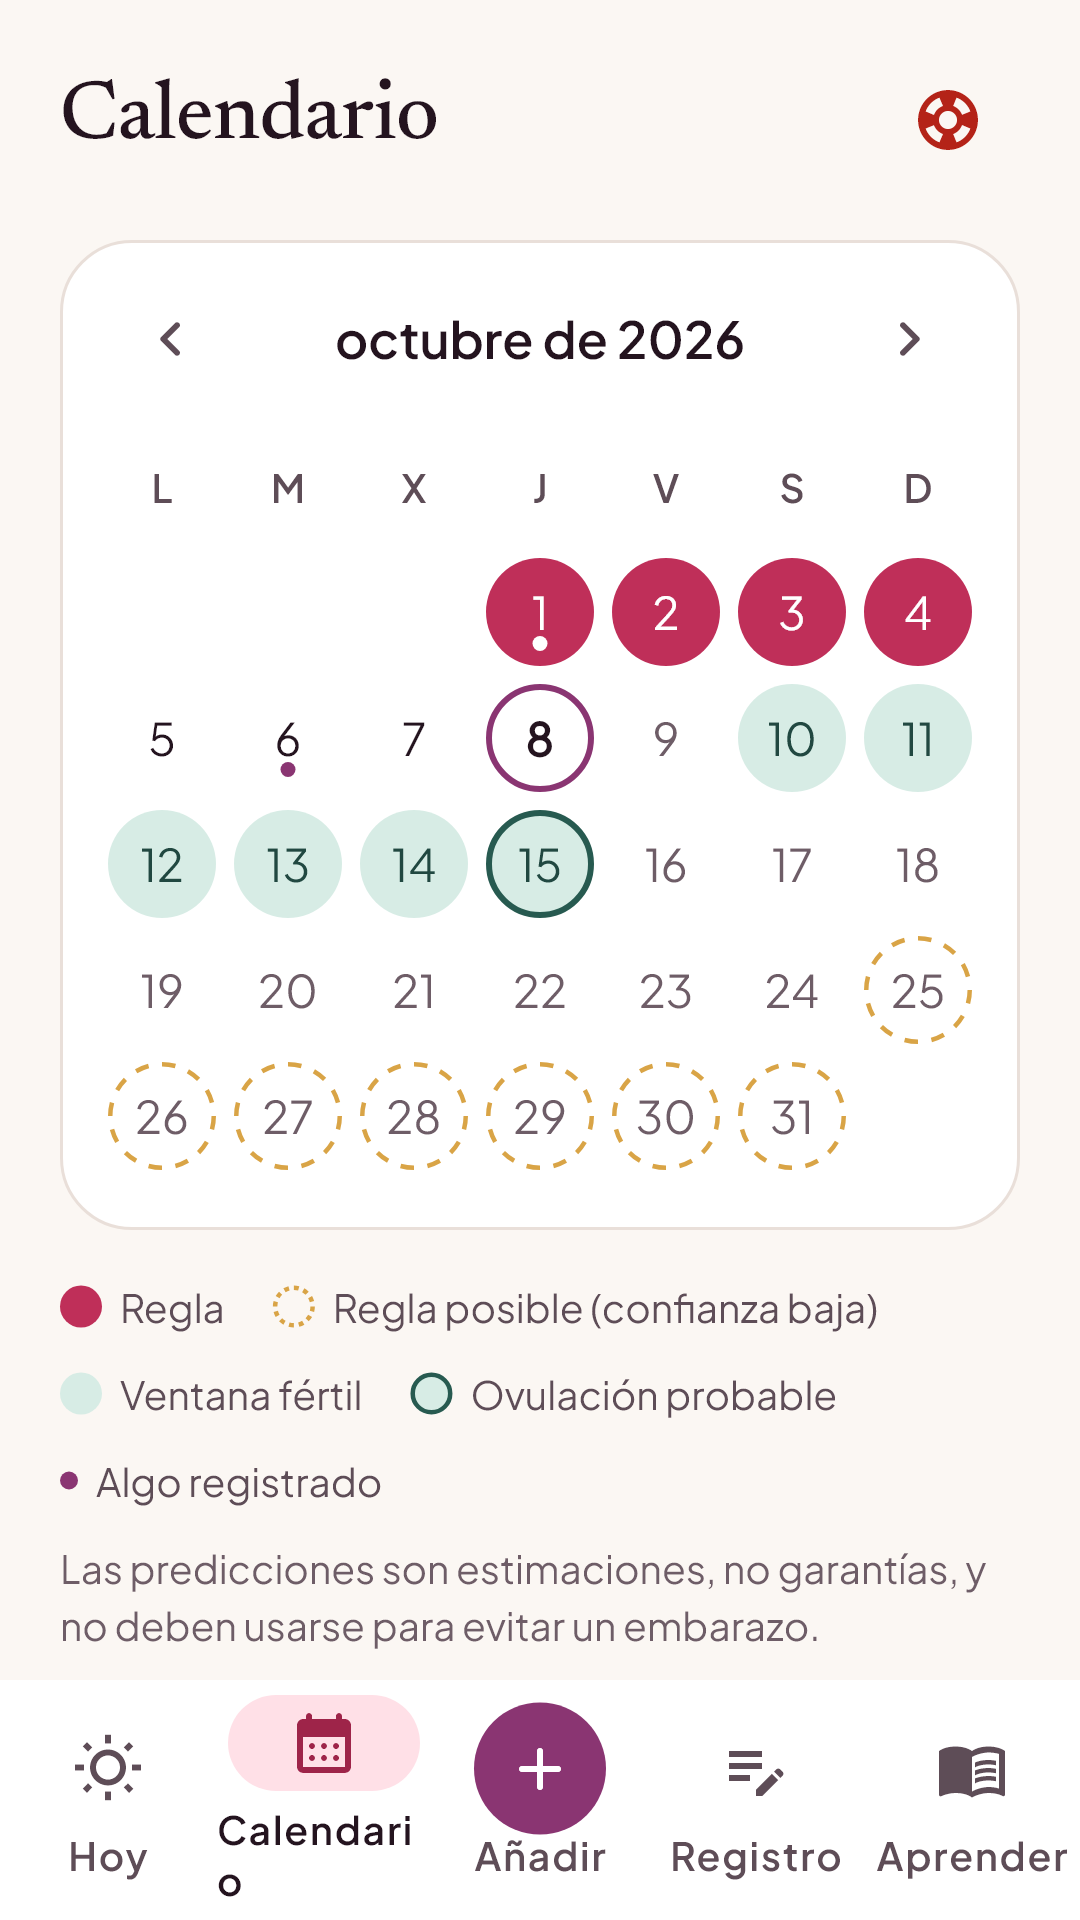 Calendario
octubre de 2026
L M X J V S D
1 2 3 4
5 6 7 8 9 10 11
12 13 14 15 16 17 18
19 20 21 22 23 24 25
26 27 28 29 30 31
Regla Regla posible (confianza baja)
Ventana fértil Ovulación probable
Algo registrado
Las predicciones son estimaciones, no garantías, y
no deben usarse para evitar un embarazo.
Hoy Calendari
o Añadir Registro Aprender